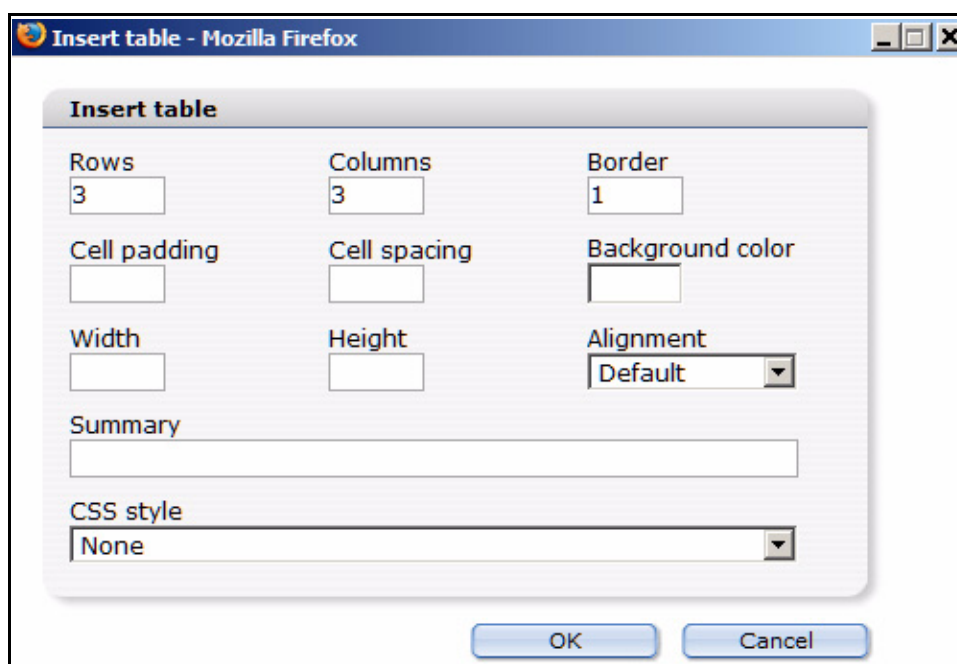 Insert table - Mozilla Firefox
Insert table
Rows Columns Border
3 3 1
Cell padding Cell spacing Background color
Width Height Alignment
Default
Summary
CSS style
None
OK Cancel